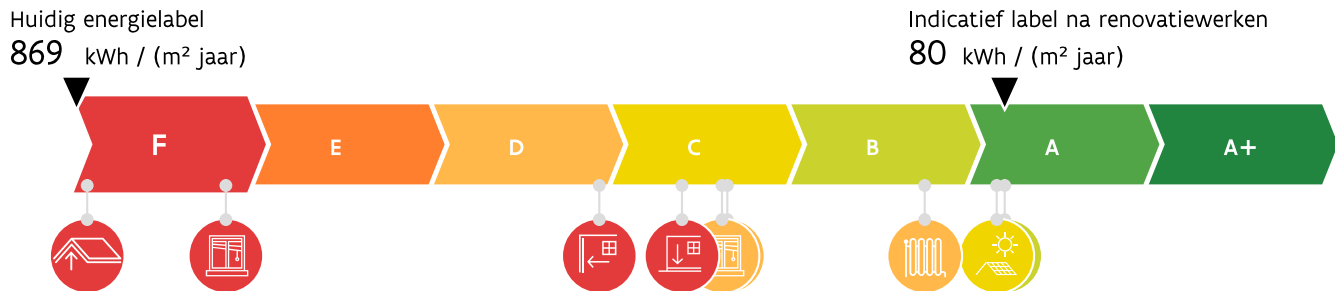 Huidig energielabel
869 kWh / (m² jaar)
Indicatief label na renovatiewerken
80 kWh / (m² jaar)
F E D C B A A+